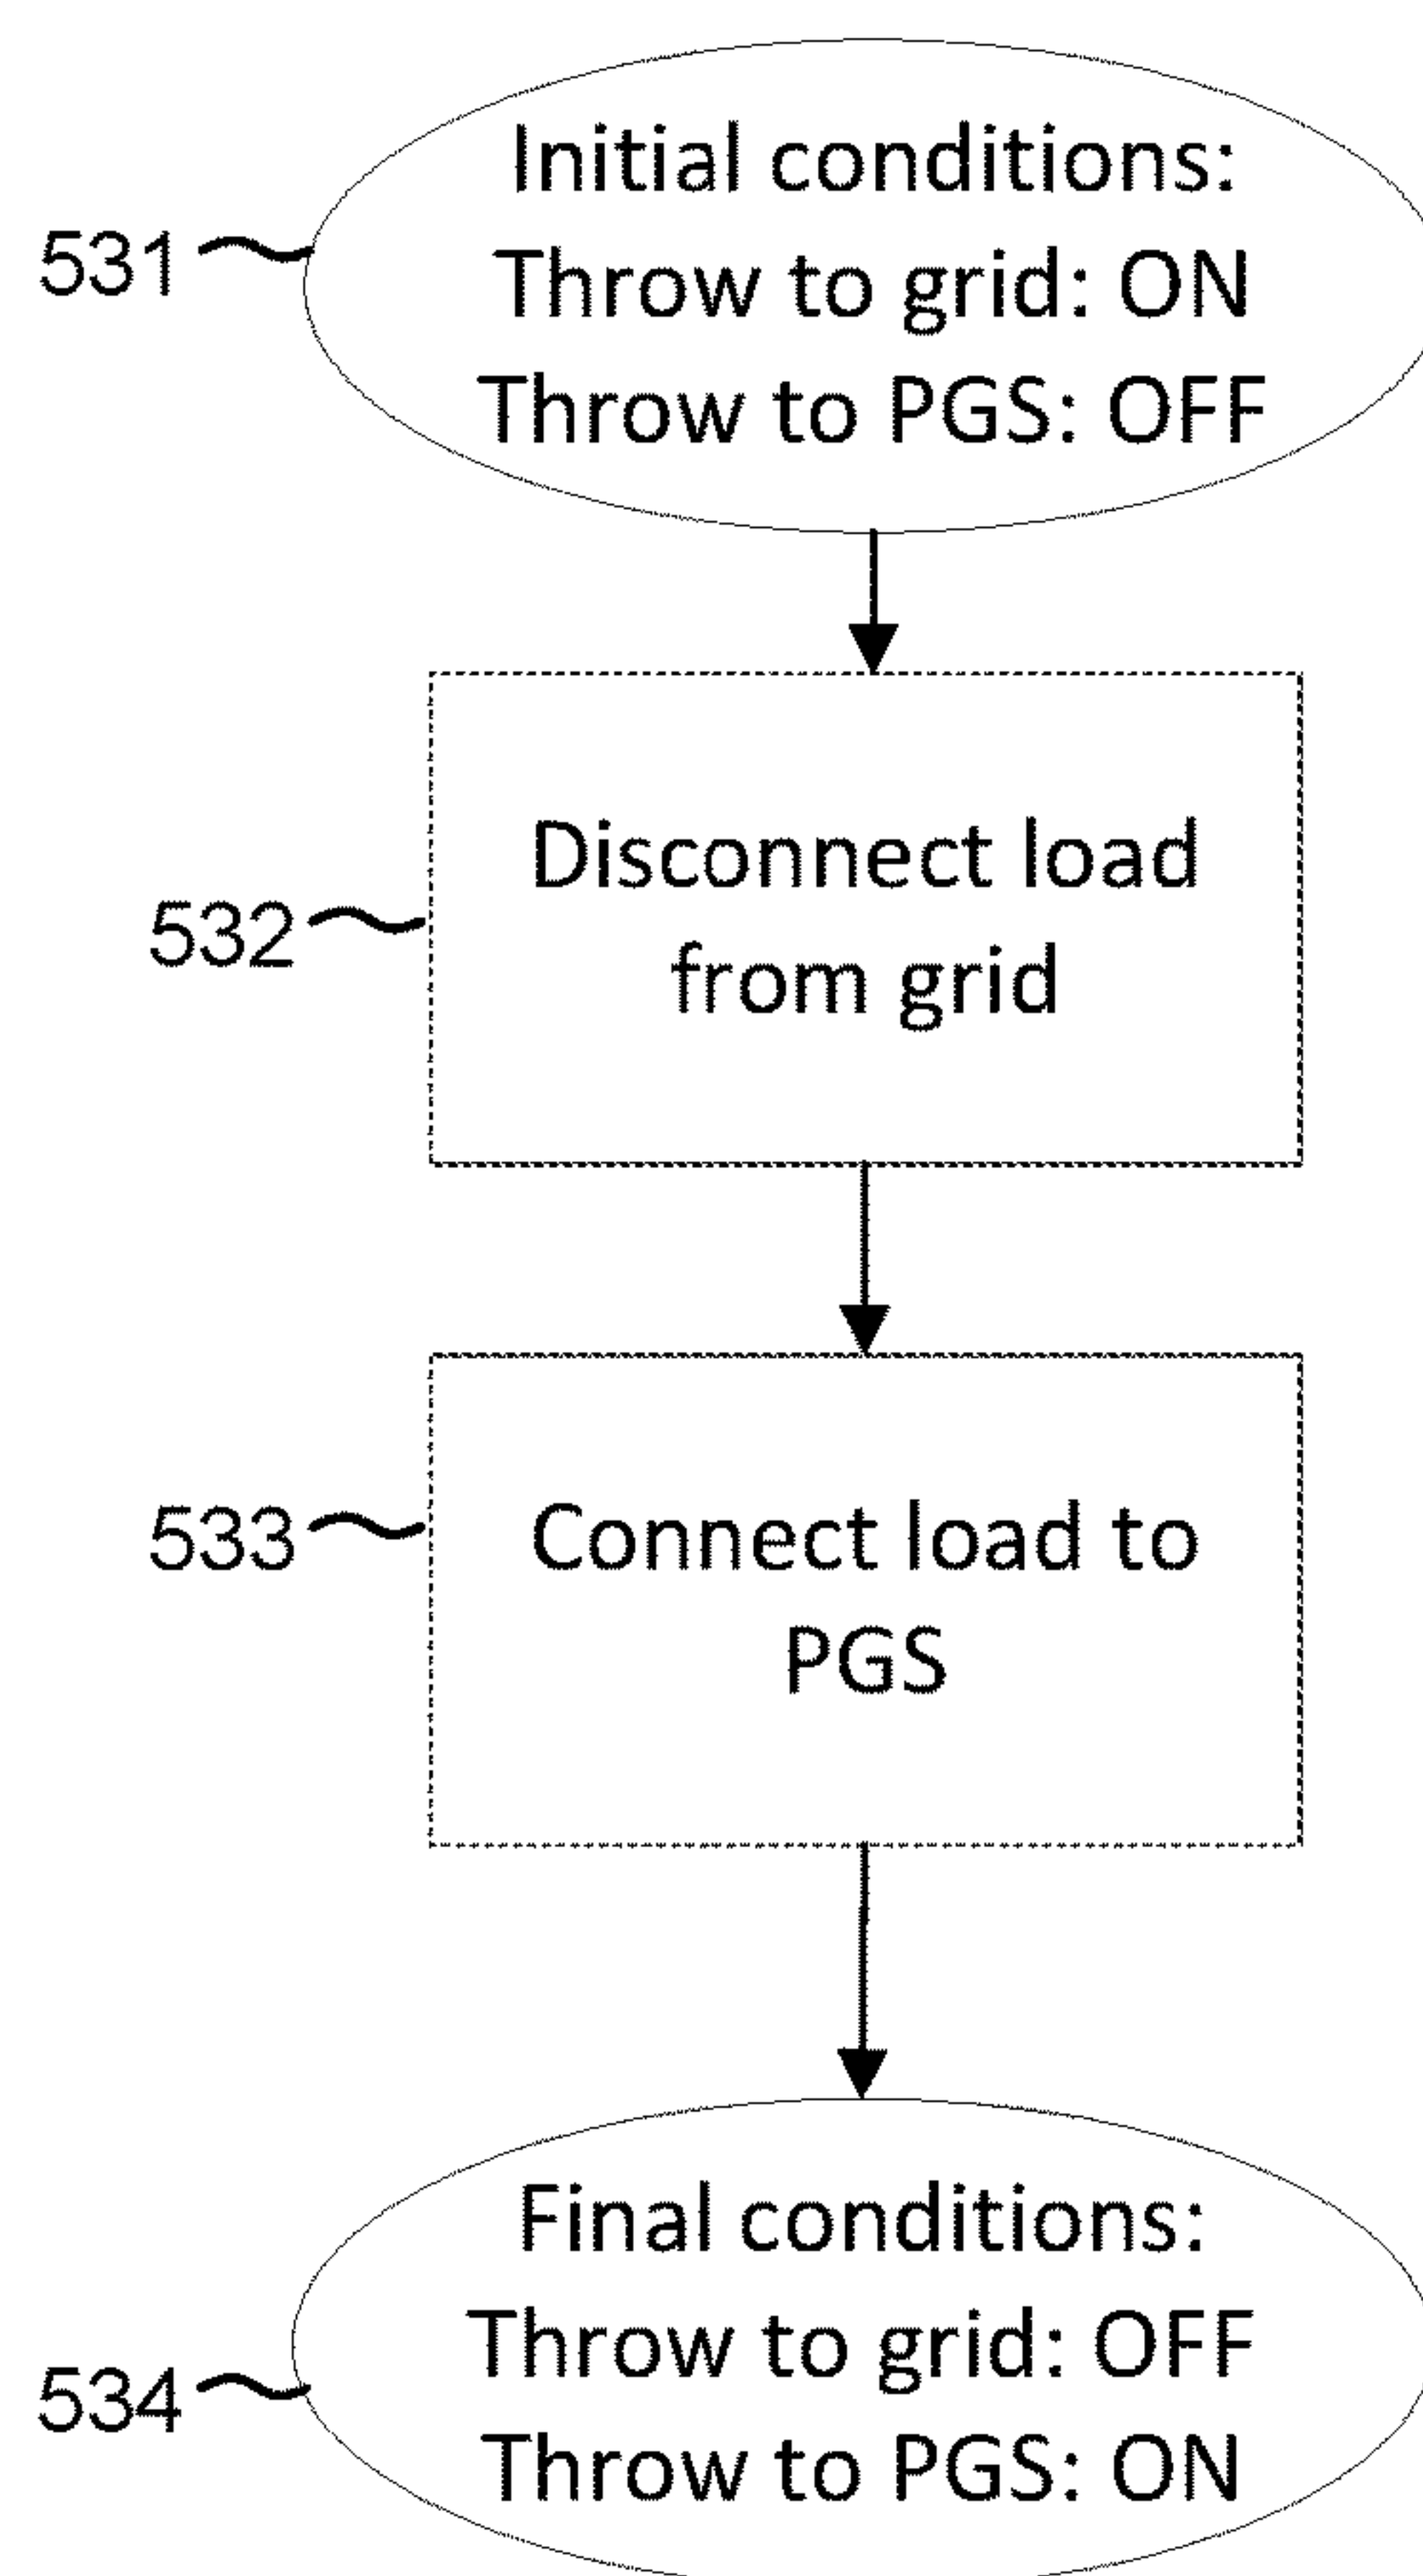 Initial conditions:
531
Throw to grid: ON
Throw to PGS: OFF
Disconnect load
532
from grid
533
Connect load to
PGS
Final conditions:
Throw to grid: OFF
534
Throw to PGS: ON